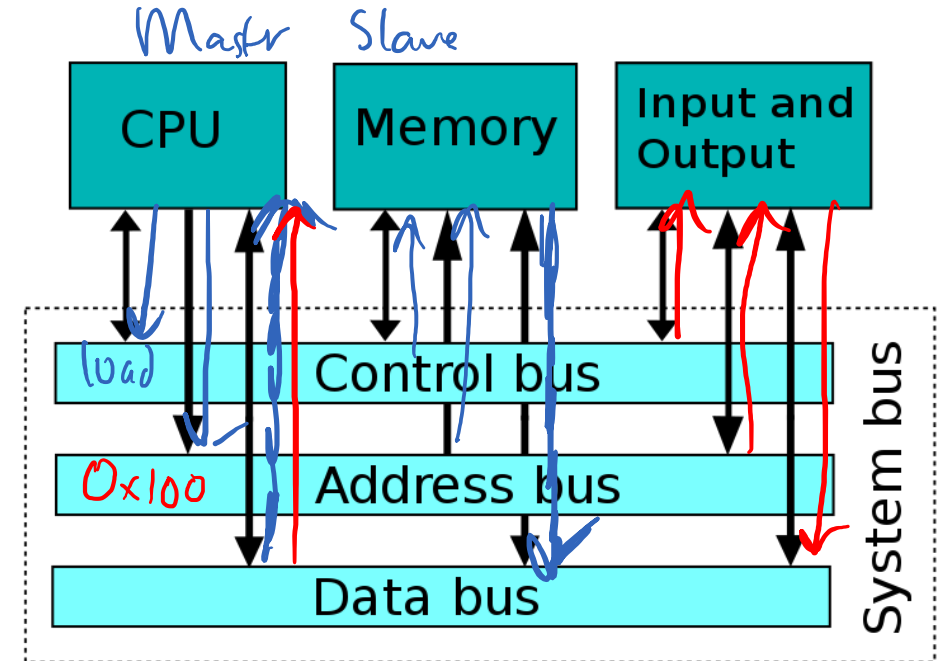 Mastr Slave
CPU
Memory
Input and
Output
load
Control bus
0x100
Address bus
Data bus
System bus